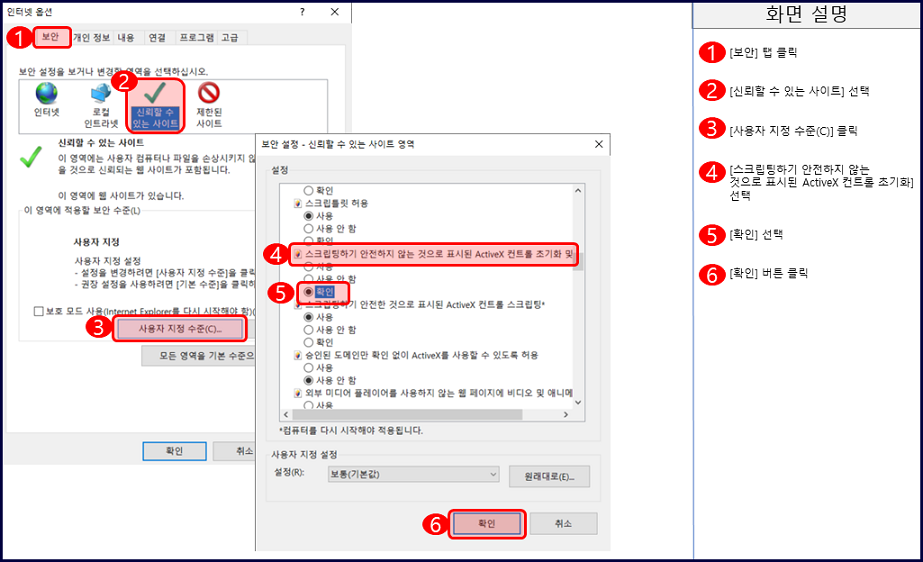 인터넷 옵션
? ×
1
보안 개인 정보 내용 연결 프로그램 고급
보안 설정을 보거나 변경할 영역을 선택하십시오.
2
인터넷
로컬
인트라넷
신뢰할 수
있는 사이트
제한된
사이트
신뢰할 수 있는 사이트
이 영역에는 사용자 컴퓨터나 파일을 손상시키지 않
을 것으로 신뢰되는 웹 사이트가 포함됩니다.
이 영역에 웹 사이트가 있습니다.
이 영역에 적용할 보안 수준(L)
사용자 지정
사용자 지정 설정
- 설정을 변경하려면 [사용자 지정 수준]을 클릭
- 권장 설정을 사용하려면 [기본 수준]을 클릭하
보호 모드 사용(Internet Explorer를 다시 시작해야 함)(
3
사용자 지정 수준(C)...
모든 영역을 기본 수준으
확인
취소
보안 설정 - 신뢰할 수 있는 사이트 영역
×
설정
확인
스크립틀릿 허용
사용
사용 안 함
확인
4
스크립팅하기 안전하지 않는 것으로 표시된 ActiveX 컨트롤 초기화 및
사용
사용 안 함
5
확인
스크립팅하기 안전한 것으로 표시된 ActiveX 컨트롤 스크립팅*
사용
사용 안 함
확인
승인된 도메인만 확인 없이 ActiveX를 사용할 수 있도록 허용
사용
사용 안 함
외부 미디어 플레이어를 사용하지 않는 웹 페이지에 비디오 및 애니메
사용
*컴퓨터를 다시 시작해야 적용됩니다.
사용자 지정 설정
설정(R):
보통(기본값)
원래대로(E)...
6
확인
취소
화면 설명
1 [보안] 탭 클릭
2 [신뢰할 수 있는 사이트] 선택
3 [사용자 지정 수준(C)] 클릭
4 [스크립팅하기 안전하지 않는
것으로 표시된 ActiveX 컨트롤 초기화]
선택
5 [확인] 선택
6 [확인] 버튼 클릭